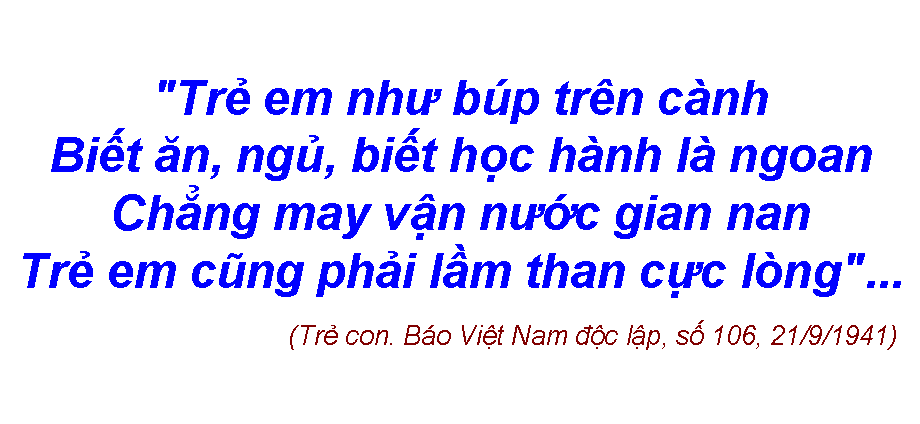 "Trẻ em như búp trên cành
Biết ăn, ngủ, biết học hành là ngoan
Chẳng may vận nước gian nan
Trẻ em cũng phải lầm than cực lòng"...
(Trẻ con. Báo Việt Nam độc lập, số 106, 21/9/1941)